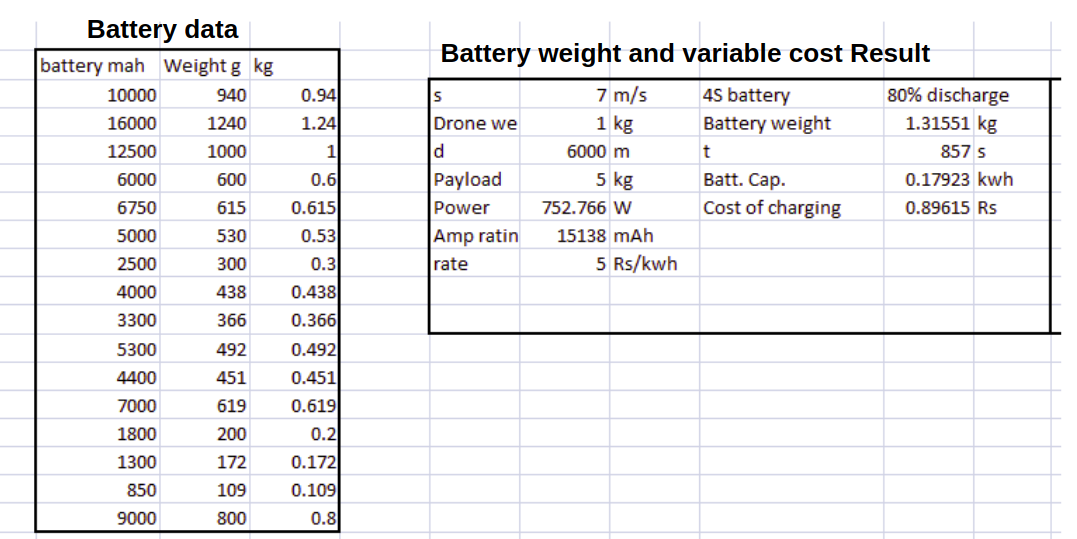 Battery data
battery mah Weight g kg
10000 940 0.94
16000 1240 1.24
12500 1000 1
6000 600 0.6
6750 615 0.615
5000 530 0.53
2500 300 0.3
4000 438 0.438
3300 366 0.366
5300 492 0.492
4400 451 0.451
7000 619 0.619
1800 200 0.2
1300 172 0.172
850 109 0.109
9000 800 0.8
Battery weight and variable cost Result
s 7 m/s 4S battery 80% discharge
Drone we 1 kg Battery weight 1.31551 kg
d 6000 m t 857 s
Payload 5 kg Batt. Cap. 0.17923 kwh
Power 752.766 W Cost of charging 0.89615 Rs
Amp ratin 15138 mAh
rate 5 Rs/kwh